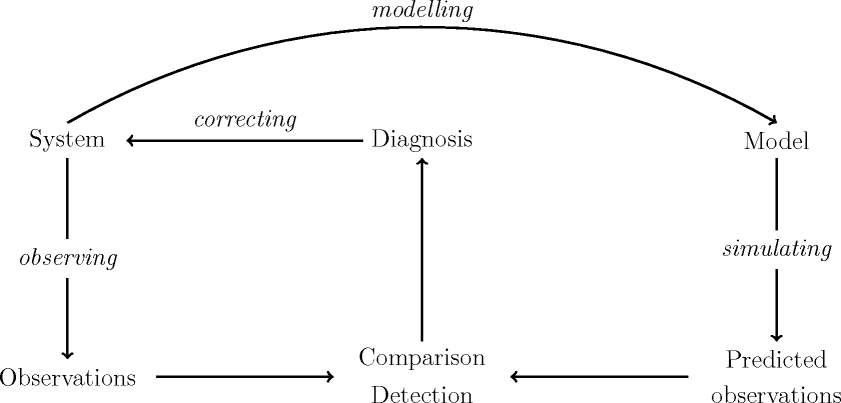 modelling
correcting
System
Diagnosis
Model
observing
simulating
Observations
Comparison
Detection
Predicted
observations